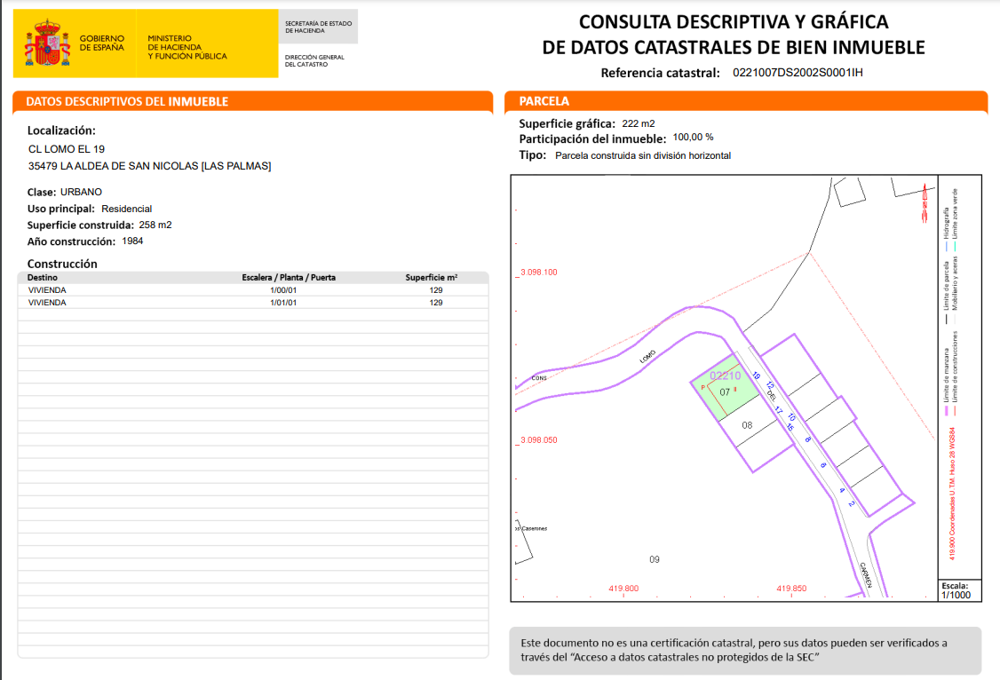 GOBIERNO
DE ESPAÑA
MINISTERIO
DE HACIENDA
Y FUNCIÓN PÚBLICA
SECRETARÍA DE ESTADO
DE HACIENDA
DIRECCIÓN GENERAL
DEL CATASTRO
CONSULTA DESCRIPTIVA Y GRÁFICA
DE DATOS CATASTRALES DE BIEN INMUEBLE
Referencia catastral: 0221007DS2002S0001IH
DATOS DESCRIPTIVOS DEL INMUEBLE
Localización:
CL LOMO EL 19
35479 LA ALDEA DE SAN NICOLAS [LAS PALMAS]
Clase: URBANO
Uso principal: Residencial
Superficie construida: 258 m2
Año construcción: 1984
Construcción
Destino Escalera / Planta / Puerta Superficie m²
VIVIENDA 1/00/01 129
VIVIENDA 1/01/01 129
PARCELA
Superficie gráfica: 222 m2
Participación del inmueble: 100,00 %
Tipo: Parcela construida sin división horizontal
3.098.100
LOMO
CONS
02210
P
II
07
19
12
DEL
17
10
15
08
8
3.098.050
6
4
2
os Caserones
09
CARMEN
419.800
419.850
Límite de manzana
Límite de parcela
Hidrografía
Límite de construcciones
Mobiliario y aceras
Límite zona verde
419.900 Coordenadas U.T.M. Huso 28 WGS84
Escala:
1/1000
Este documento no es una certificación catastral, pero sus datos pueden ser verificados a
través del “Acceso a datos catastrales no protegidos de la SEC”